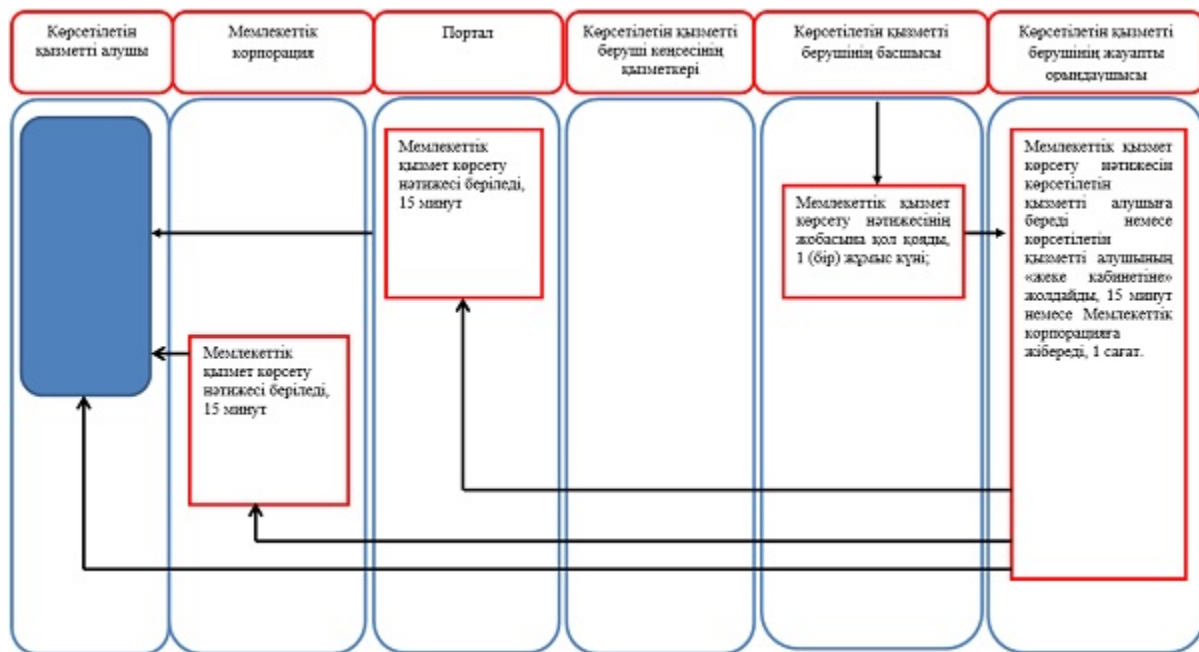 Көрсетілетін
қызметті алушы
Мемлекеттік
корпорация
Портал
Көрсетілетін қызметті
беруші кеңсесінің
қызметкері
Көрсетілетін қызметті
берушінің басшысы
Көрсетілетін қызметті
берушінің жауапты
орындаушысы
Мемлекеттік
қызмет көрсету
нәтижесі беріледі,
15 минут
Мемлекеттік
қызмет көрсету
нәтижесі беріледі,
15 минут
Мемлекеттік қызмет
көрсету нәтижесінің
жобасына қол қояды,
1 (бір) жұмыс күні;
Мемлекеттік қызмет
көрсету нәтижесін
көрсетілетін
қызметті алушыға
береді немесе
көрсетілетін
қызметті алушының
«жеке кабинетіне»
жолдайды, 15 минут
немесе Мемлекеттік
корпорацияға
жібереді, 1 сағат.